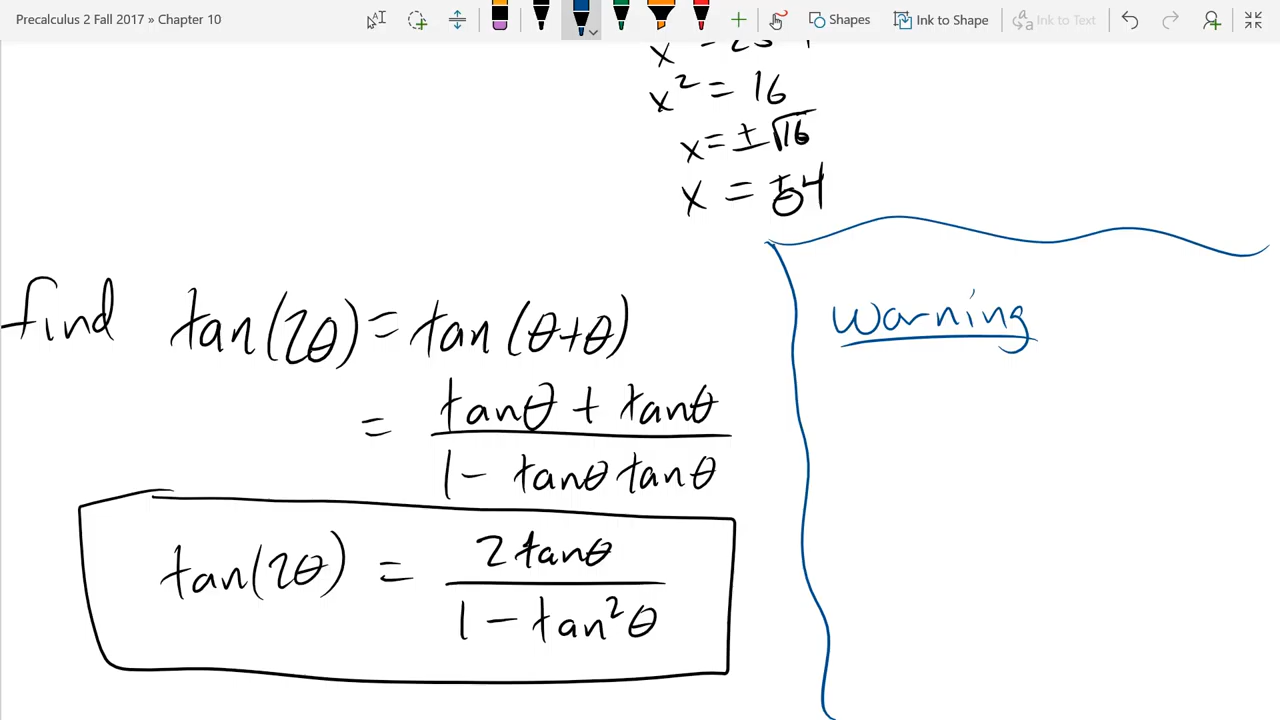 Precalculus 2 Fall 2017 » Chapter 10
Shapes
Ink to Shape
Ink to Text
x² = 16
x = ±√16
find tan(2θ) = tan(θ+θ)
= (tanθ + tanθ) / (1 - tanθ tanθ)
tan(2θ) = 2tanθ / (1 - tan²θ)
Warning